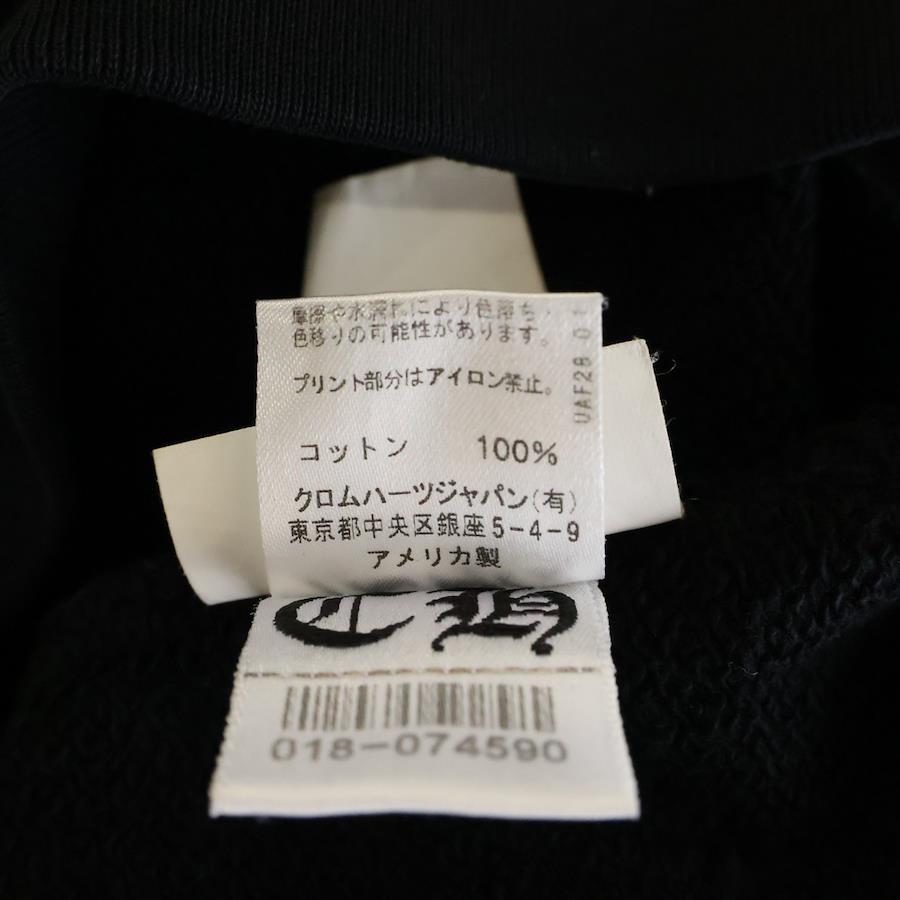 摩擦や水濡れにより色落ち、
色移りの可能性があります。
プリント部分はアイロン禁止。
コットン 100%
クロムハーツジャパン(有)
東京都中央区銀座5-4-9
アメリカ製
UAF28 01
CH
018-074590